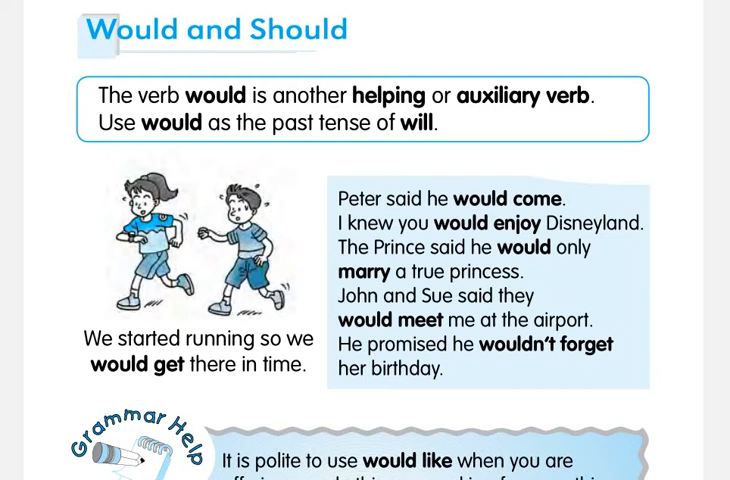 Would and Should
The verb would is another helping or auxiliary verb.
Use would as the past tense of will.
We started running so we
would get there in time.
Peter said he would come.
I knew you would enjoy Disneyland.
The Prince said he would only
marry a true princess.
John and Sue said they
would meet me at the airport.
He promised he wouldn't forget
her birthday.
Grammar Help
It is polite to use would like when you are